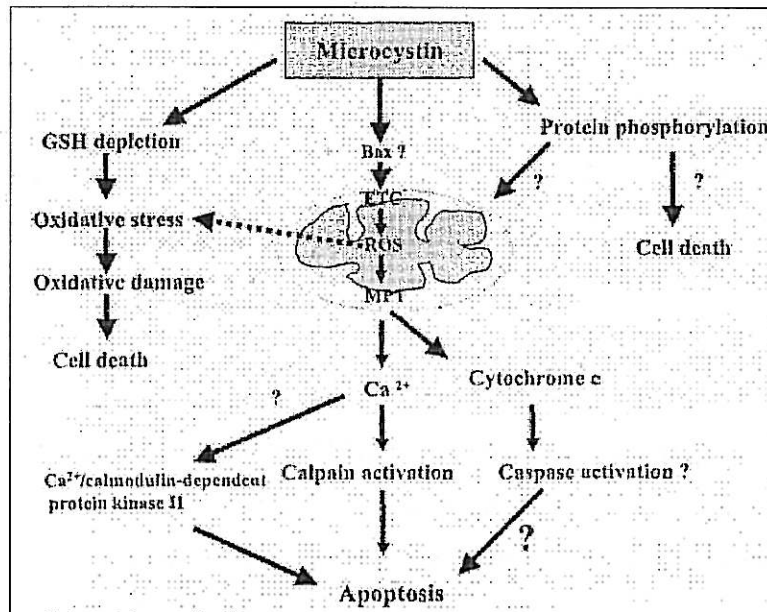 Microcystin
GSH depletion
Bax ?
Protein phosphorylation
ETC
?
?
Oxidative stress
ROS
Cell death
Oxidative damage
MPT
Cell death
Ca 2+
Cytochrome c
?
Ca2+/calmodulin-dependent
protein kinase II
Calpain activation
Caspase activation ?
?
Apoptosis